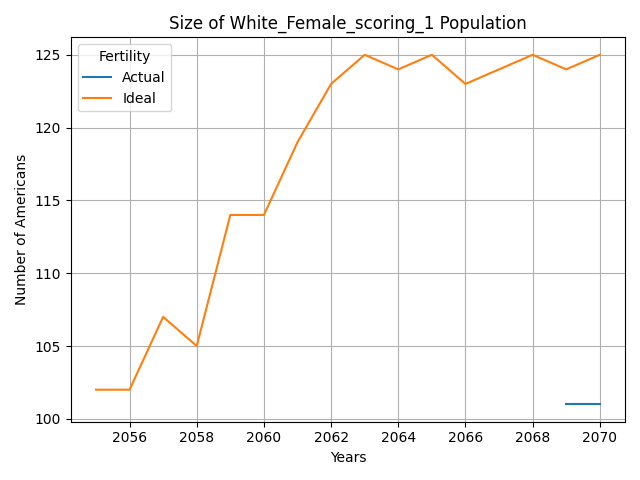 Size of White_Female_scoring_1 Population
Fertility
Actual
Ideal
Number of Americans
125
120
115
110
105
100
2056 2058 2060 2062 2064 2066 2068 2070
Years